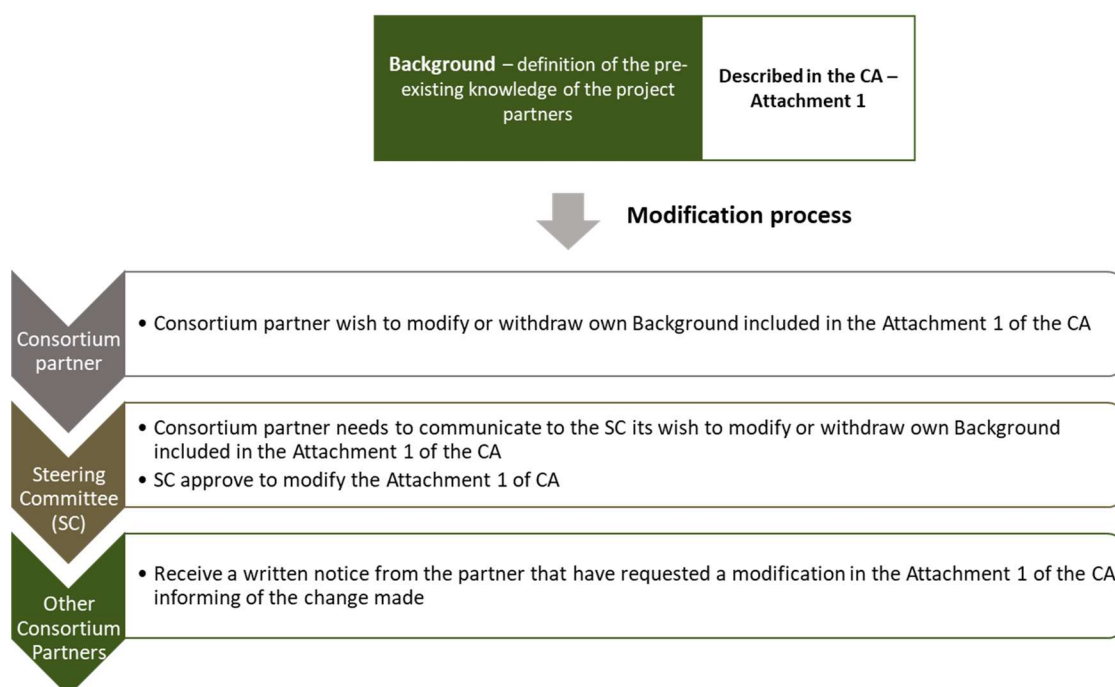 Background – definition of the pre-
existing knowledge of the project
partners
Described in the CA –
Attachment 1
Modification process
Consortium
partner
• Consortium partner wish to modify or withdraw own Background included in the Attachment 1 of the CA
Steering
Committee
(SC)
• Consortium partner needs to communicate to the SC its wish to modify or withdraw own Background
included in the Attachment 1 of the CA
• SC approve to modify the Attachment 1 of CA
Other
Consortium
Partners
• Receive a written notice from the partner that have requested a modification in the Attachment 1 of the CA
informing of the change made